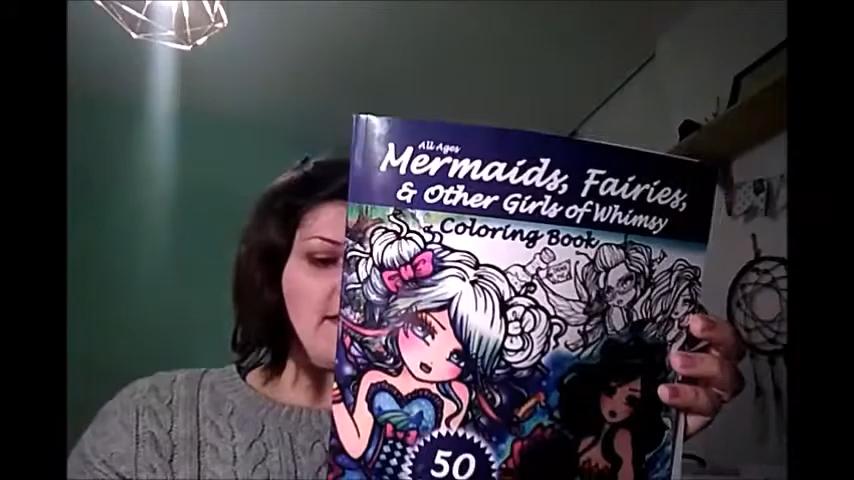 All Ages
Mermaids, Fairies,
& Other Girls of Whimsy
Coloring Book
50